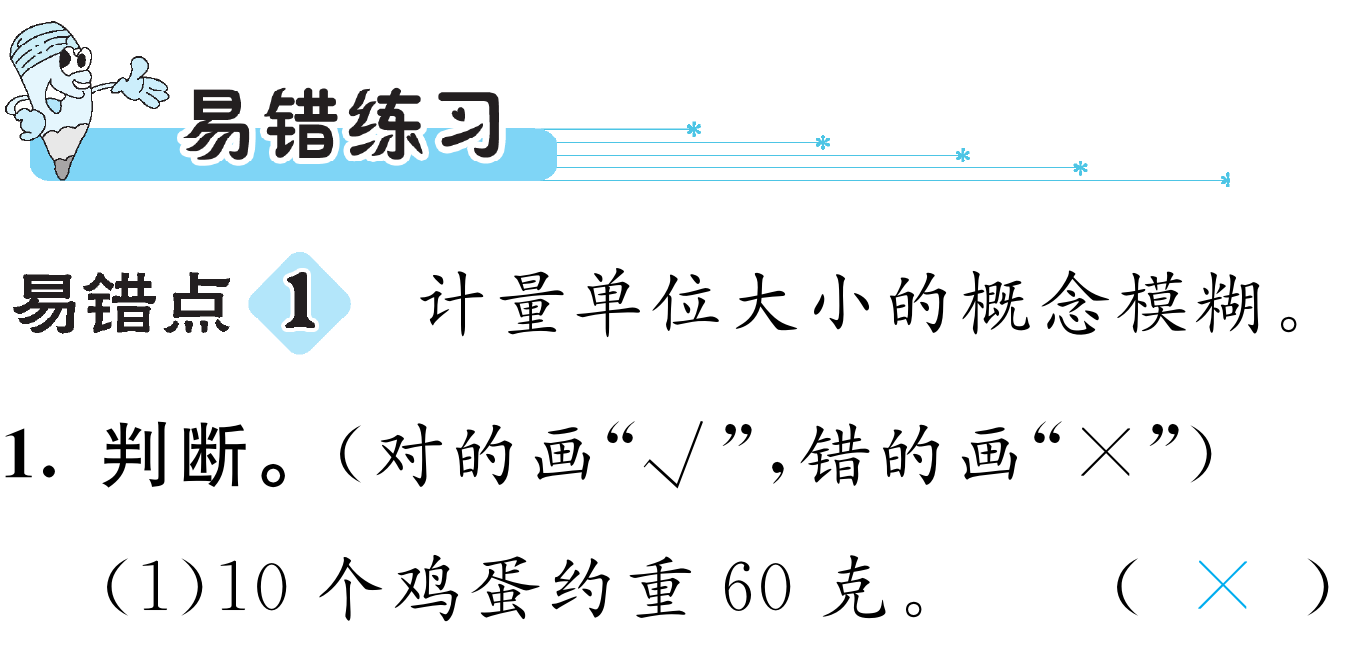 易错练习
易错点 1 计量单位大小的概念模糊。
1. 判断。(对的画“√”,错的画“×”)
(1)10 个鸡蛋约重 60 克。 ( × )